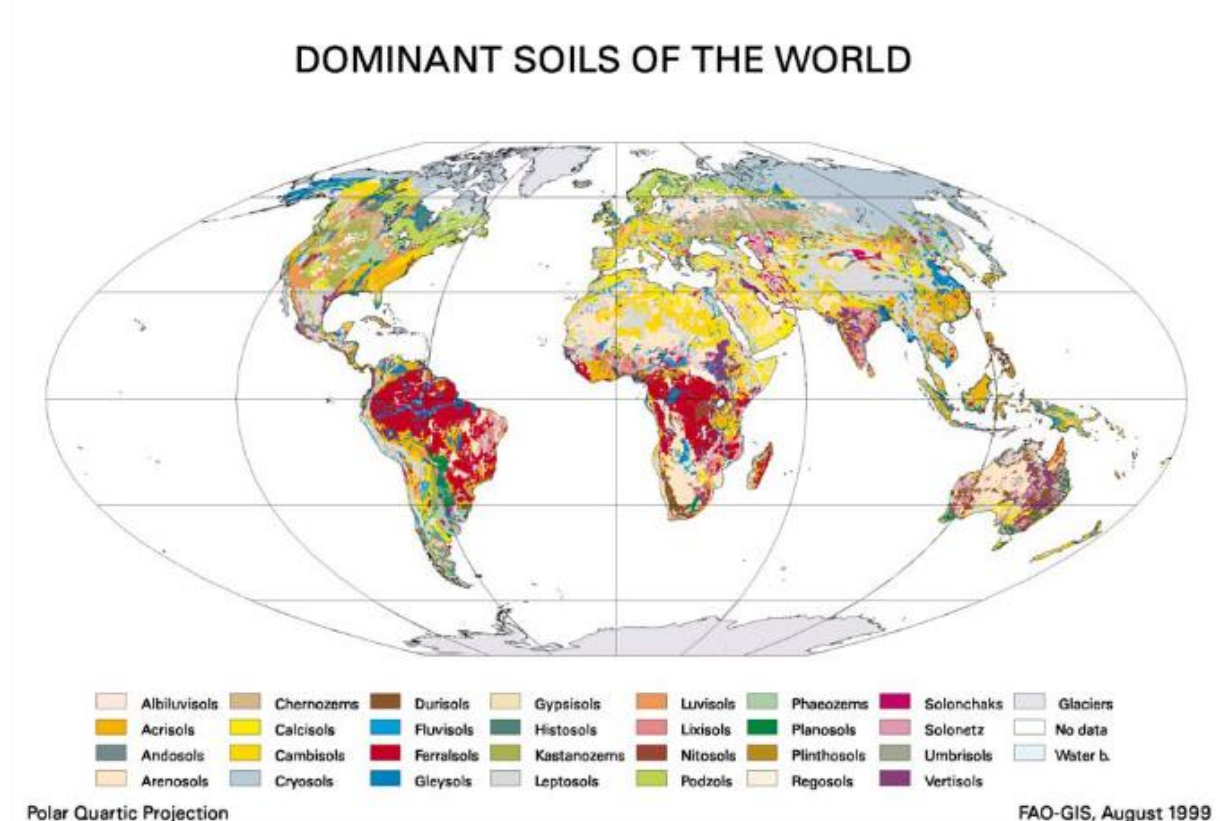 DOMINANT SOILS OF THE WORLD
Albiluvisols Chernozems Durisols Gypsisols Luvisols Phaeozems Solonchaks Glaciers
Acrisols Calcisols Fluvisols Histosols Lixisols Planosols Solonetz No data
Andosols Cambisols Ferralsols Kastanozems Nitosols Plinthosols Umbrisols Water b.
Arenosols Cryosols Gleysols Leptosols Podzols Regosols Vertisols
Polar Quartic Projection FAO-GIS, August 1999